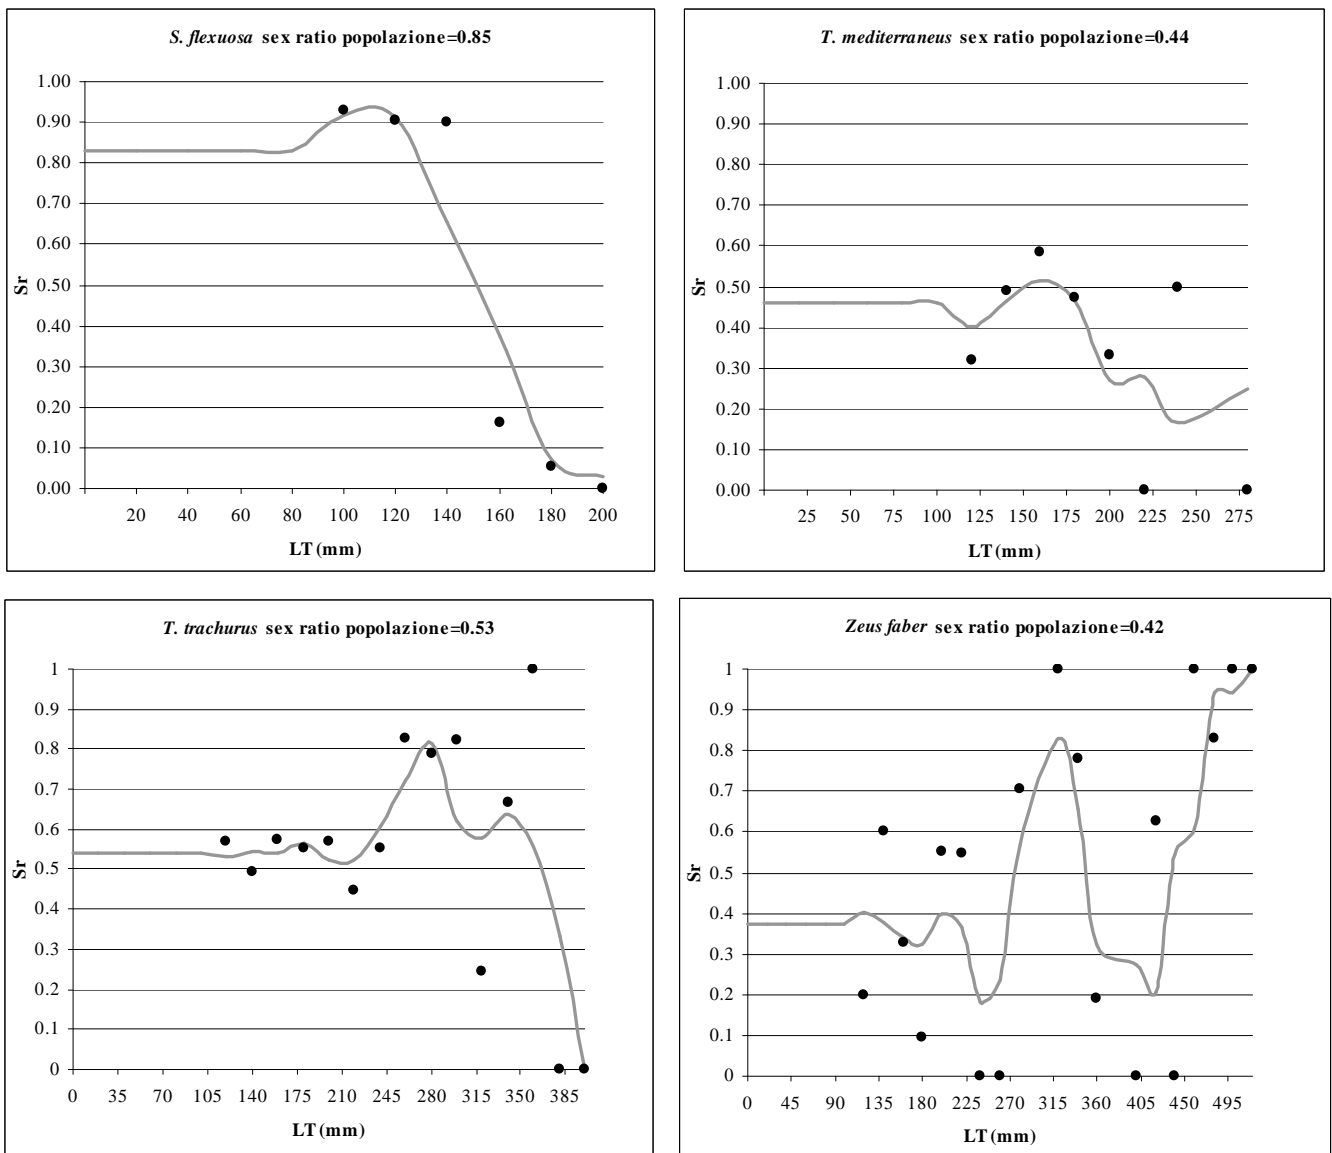 S. flexuosa sex ratio popolazione=0.85
1.00
0.90
0.80
0.70
0.60
0.50
0.40
0.30
0.20
0.10
0.00
Sr
20 40 60 80 100 120 140 160 180 200
LT (mm)
T. mediterraneus sex ratio popolazione=0.44
1.00
0.90
0.80
0.70
0.60
0.50
0.40
0.30
0.20
0.10
0.00
Sr
25 50 75 100 125 150 175 200 225 250 275
LT (mm)
T. trachurus sex ratio popolazione=0.53
1
0.9
0.8
0.7
0.6
0.5
0.4
0.3
0.2
0.1
0
Sr
0 35 70 105 140 175 210 245 280 315 350 385
LT (mm)
Zeus faber sex ratio popolazione=0.42
1
0.9
0.8
0.7
0.6
0.5
0.4
0.3
0.2
0.1
0
Sr
0 45 90 135 180 225 270 315 360 405 450 495
LT (mm)